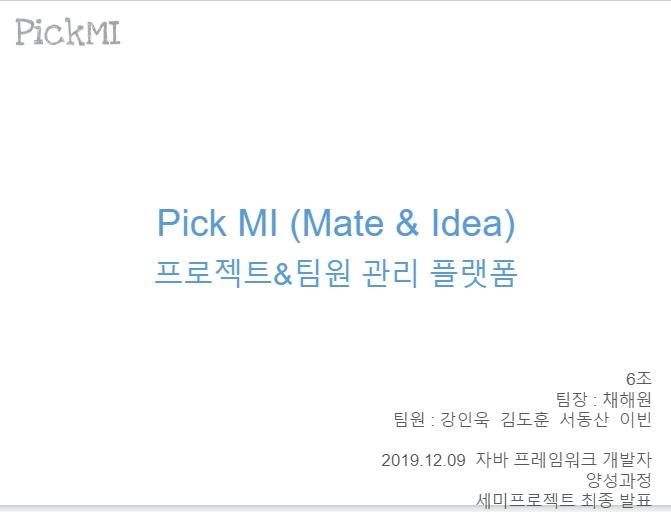 PickMI
Pick MI (Mate & Idea)
프로젝트&팀원 관리 플랫폼
6조
팀장 : 채해원
팀원 : 강인욱 김도훈 서동산 이빈
2019.12.09 자바 프레임워크 개발자
양성과정
세미프로젝트 최종 발표